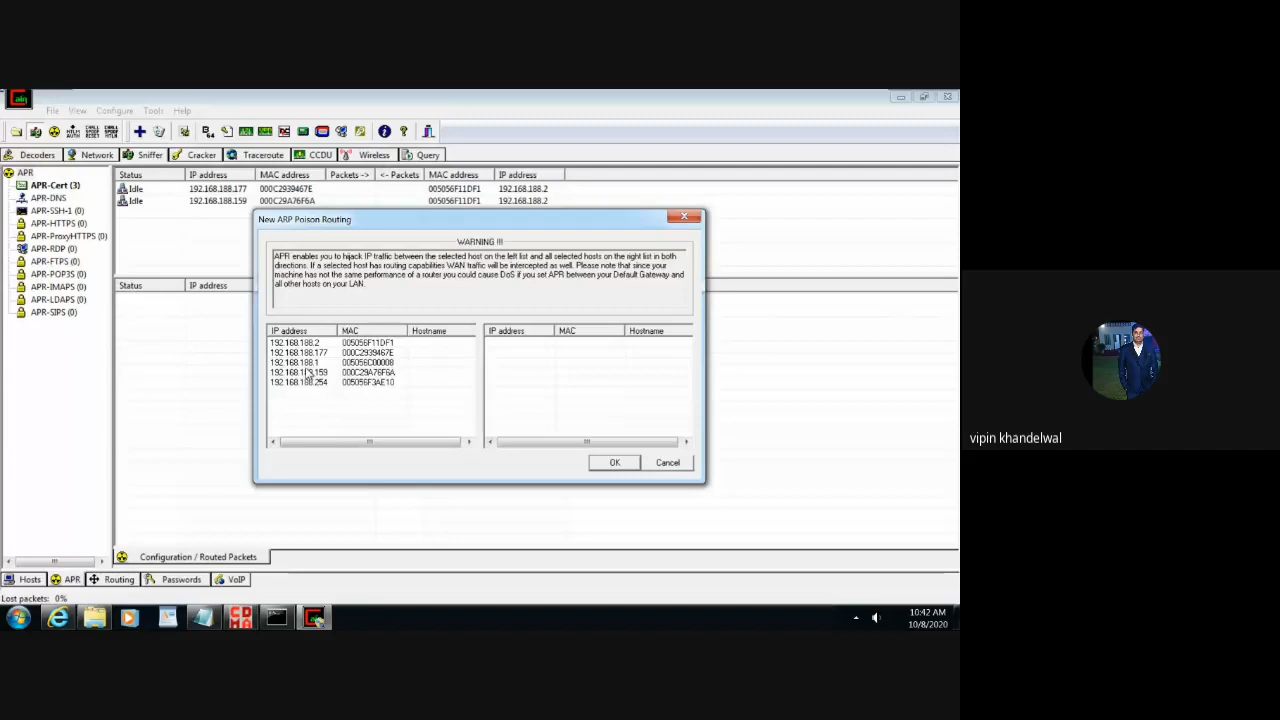 Cain
File View Configure Tools Help
Decoders Network Sniffer Cracker Traceroute CCDU Wireless Query
APR
APR-Cert (3)
APR-DNS
APR-SSH-1 (0)
APR-HTTPS (0)
APR-ProxyHTTPS (0)
APR-RDP (0)
APR-FTPS (0)
APR-POP3S (0)
APR-IMAPS (0)
APR-LDAPS (0)
APR-SIPS (0)
Status IP address MAC address Packets -> <- Packets MAC address IP address
Idle 192.168.188.177 000C2939467E 005056F11DF1 192.168.188.2
Idle 192.168.188.159 000C29A76F6A 005056F11DF1 192.168.188.2
Status IP address
New ARP Poison Routing
WARNING !!!
APR enables you to hijack IP traffic between the selected host on the left list and all selected hosts on the right list in both
directions. If a selected host has routing capabilities WAN traffic will be intercepted as well. Please note that since your
machine has not the same performance of a router you could cause DoS if you set APR between your Default Gateway and
all other hosts on your LAN.
IP address MAC Hostname
192.168.188.2 005056F11DF1
192.168.188.177 000C2939467E
192.168.188.1 005056C00008
192.168.188.159 000C29A76F6A
192.168.188.254 005056F3AE10
IP address MAC Hostname
OK Cancel
Configuration / Routed Packets
Hosts APR Routing Passwords VoIP
Lost packets: 0%
10:42 AM
10/8/2020
vipin khandelwal